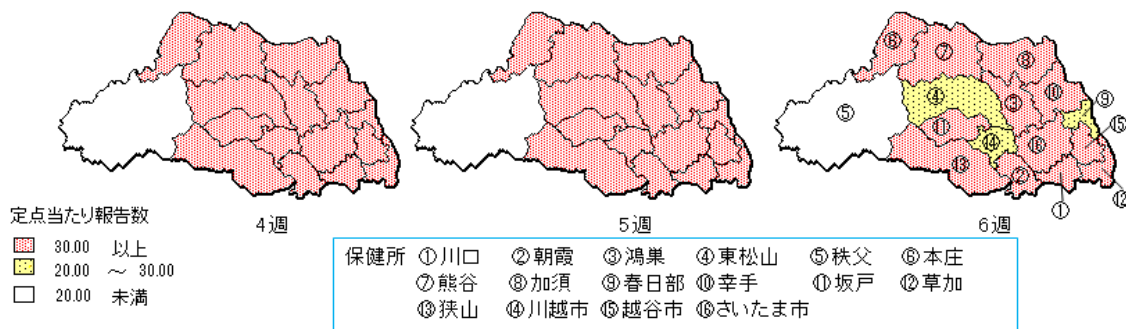 ⑥
⑦
⑧
⑤
④
③
⑩
⑨
⑮
⑪
⑭
⑯
⑬
②
①
⑫
4週
5週
6週
定点当たり報告数
30.00 以上
20.00 ～ 30.00
20.00 未満
保健所 ①川口 ②朝霞 ③鴻巣 ④東松山 ⑤秩父 ⑥本庄
⑦熊谷 ⑧加須 ⑨春日部 ⑩幸手 ⑪坂戸 ⑫草加
⑬狭山 ⑭川越市 ⑮越谷市 ⑯さいたま市